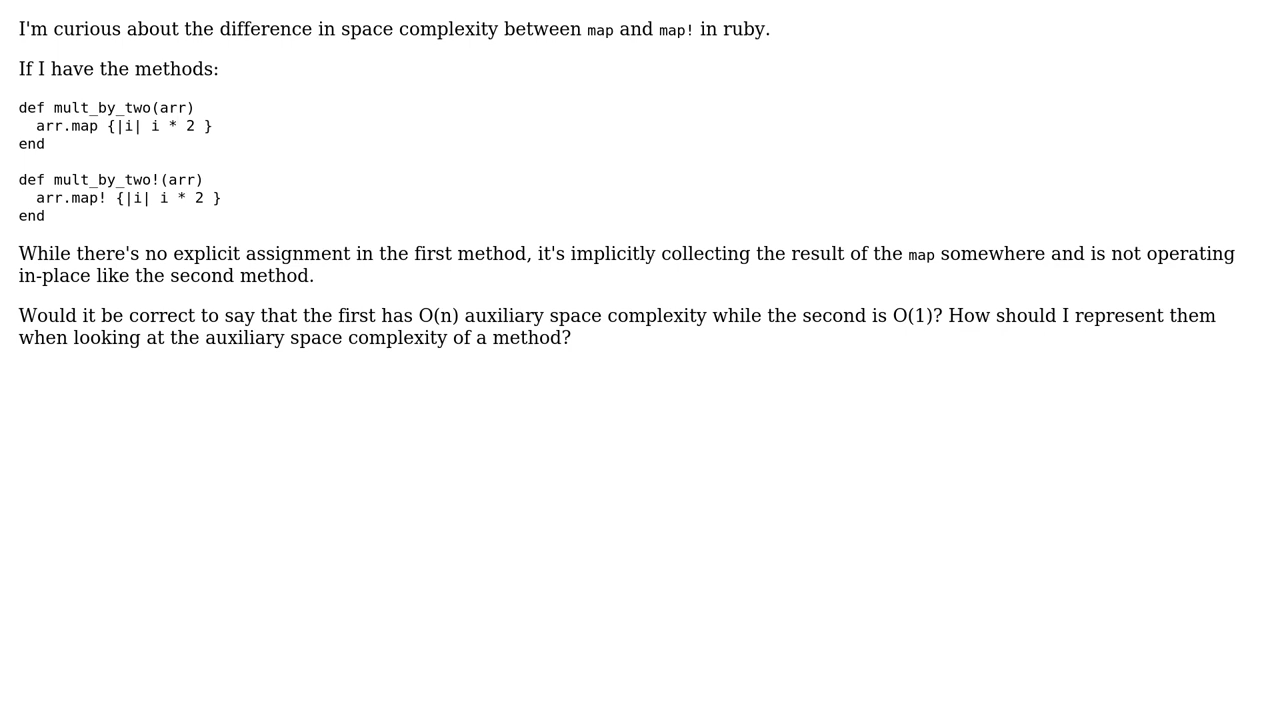 I'm curious about the difference in space complexity between map and map! in ruby.
If I have the methods:
def mult_by_two(arr)
  arr.map {|i| i * 2 }
end
def mult_by_two!(arr)
  arr.map! {|i| i * 2 }
end
While there's no explicit assignment in the first method, it's implicitly collecting the result of the map somewhere and is not operating
in-place like the second method.
Would it be correct to say that the first has O(n) auxiliary space complexity while the second is O(1)? How should I represent them
when looking at the auxiliary space complexity of a method?